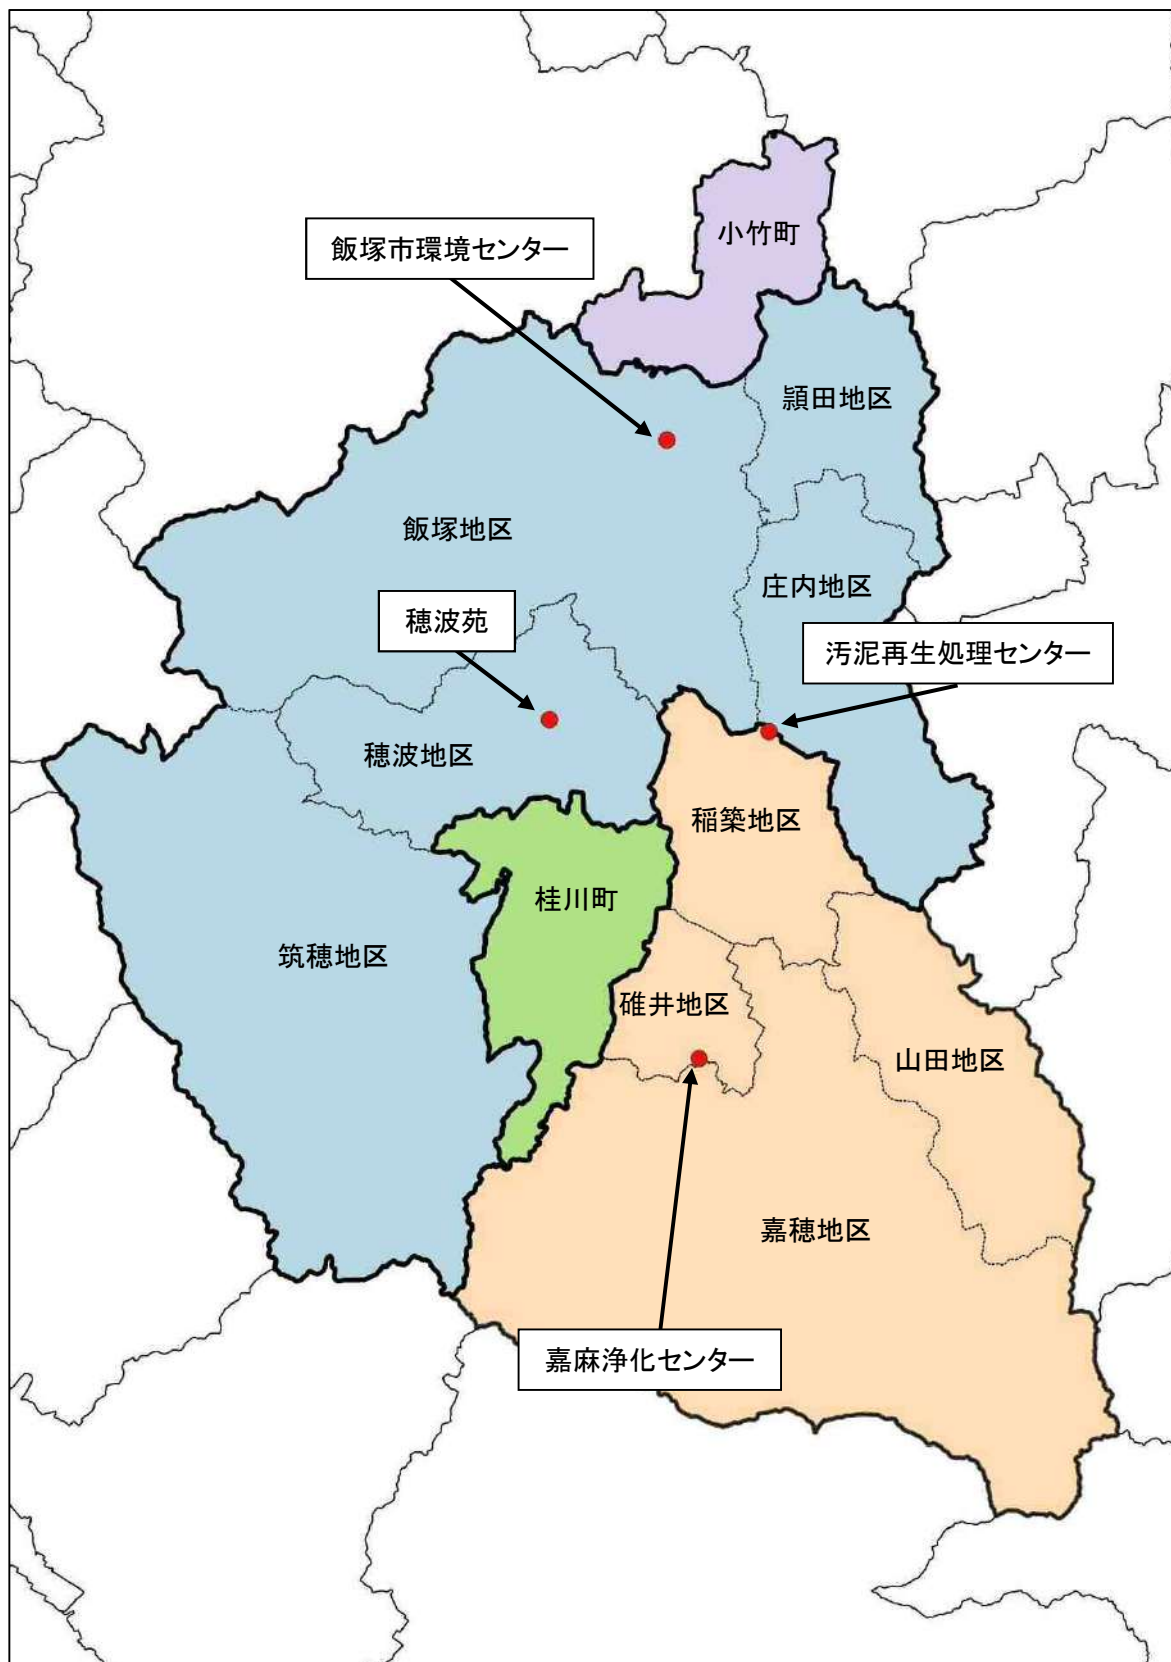 小竹町
飯塚市環境センター
頴田地区
飯塚地区
庄内地区
穂波苑
汚泥再生処理センター
穂波地区
稲築地区
桂川町
筑穂地区
碓井地区
山田地区
嘉穂地区
嘉麻浄化センター